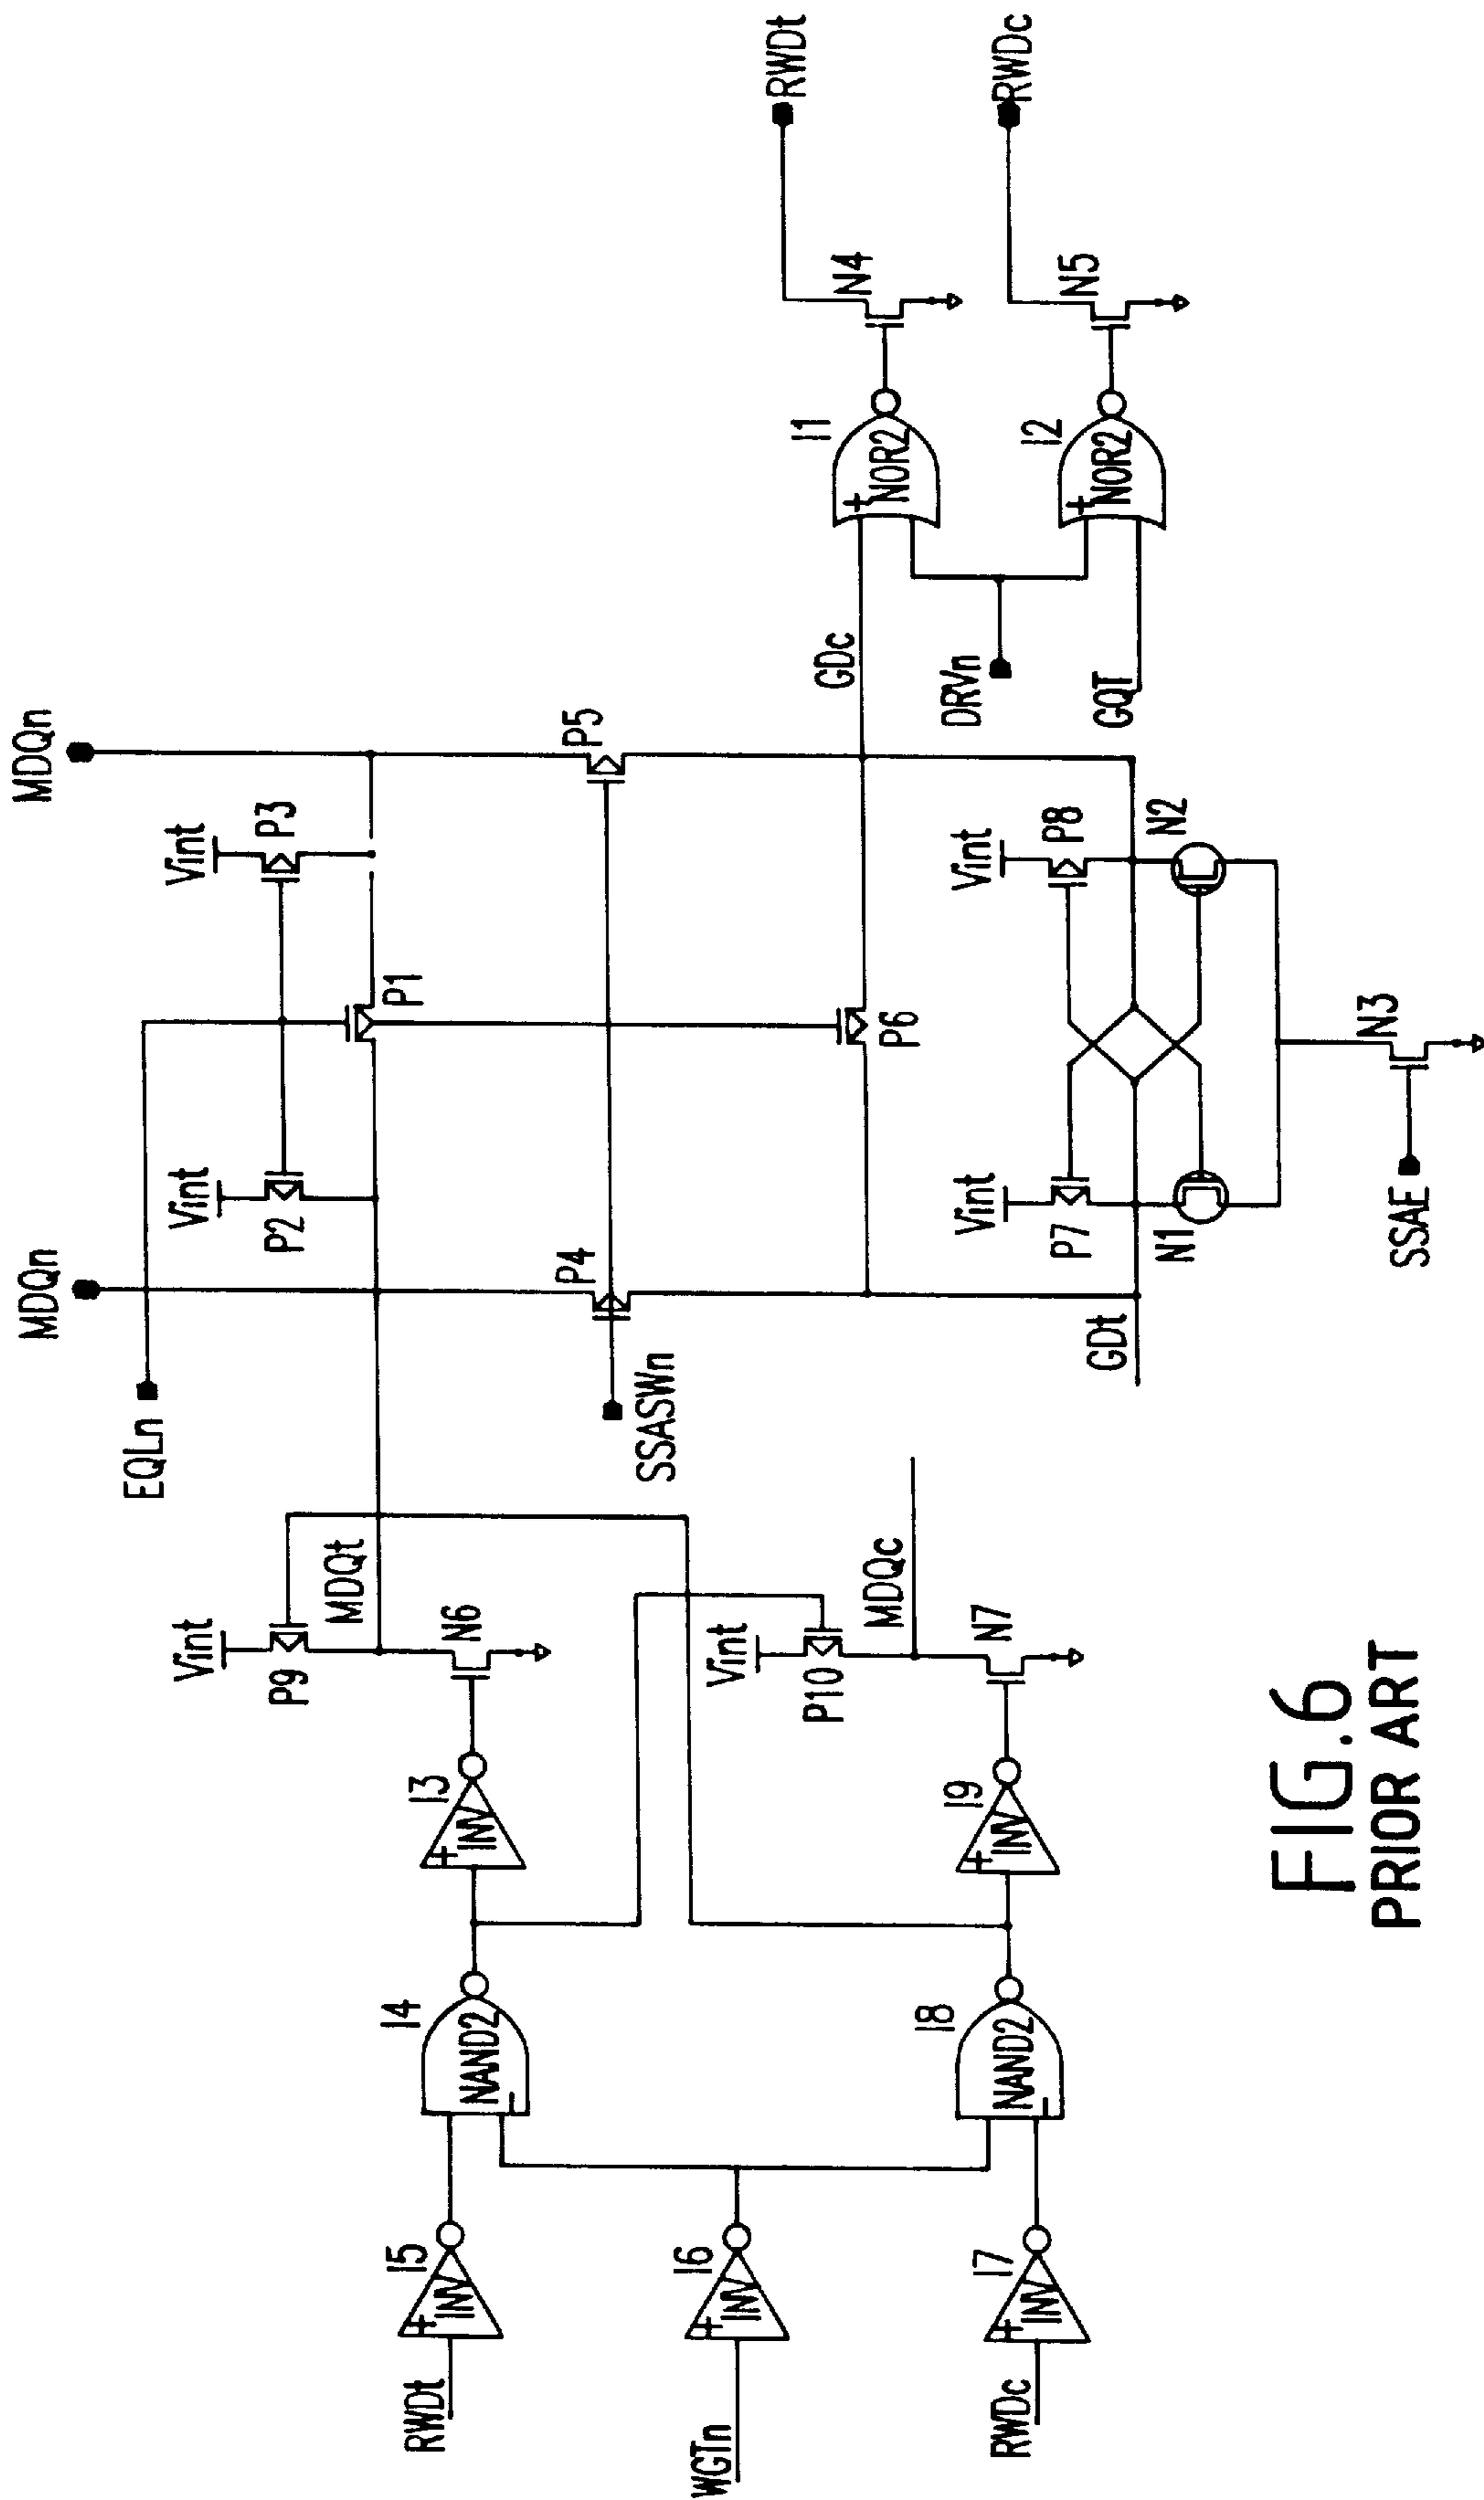 MDQn
MDQn
EQLn
Vint
P2
Vint
P3
P1
SSASWn
P4
P5
P6
GDt
GDc
Vint
P7
Vint
P8
N1
N2
SSAE
N3
DRVn
GQT
I1
NOR2
N4
RWDt
I2
NOR2
N5
RWDc
RWDt
I5
INV
I4
NAND2
I3
INV
Vint
P9
MDQt
N6
WGTn
I6
INV
Vint
P10
MDQc
RWDc
I7
INV
I8
NAND2
I9
INV
N7
FIG.6
PRIOR ART